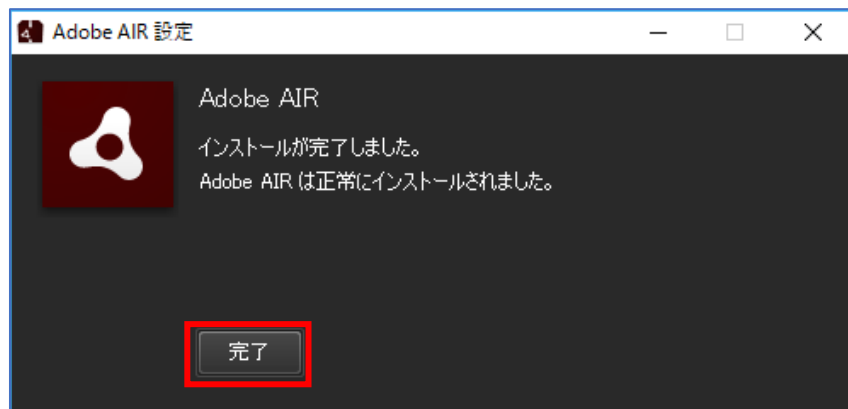 Adobe AIR 設定
Adobe AIR
インストールが完了しました。
Adobe AIR は正常にインストールされました。
完了